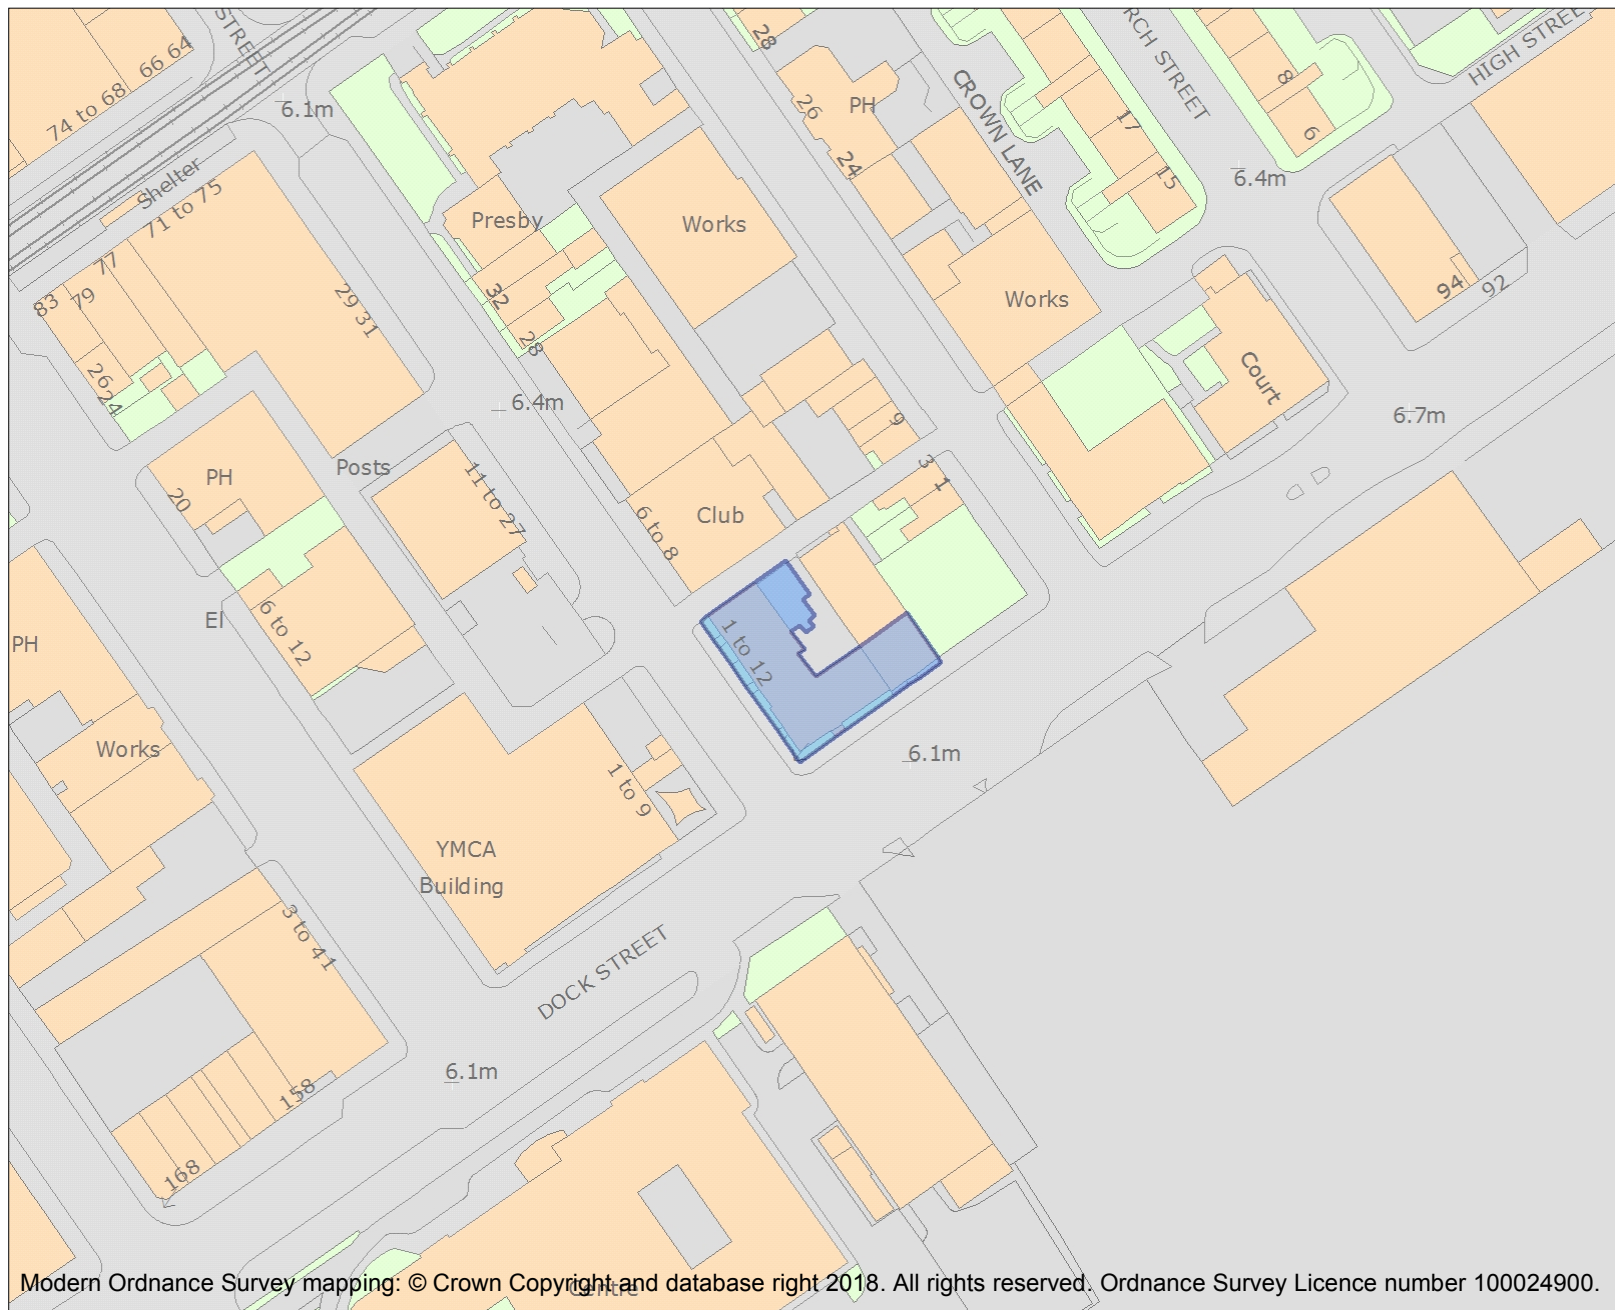 STREET
66 64
74 to 68
6.1m
Shelter
71 to 75
77
79
83
29 31
26
24
28
PH
26
24
CROWN LANE
RCH STREET
17
15
8
6
HIGH STREE
6.4m
Presby
Works
Works
32
28
94
92
Court
6.4m
6.7m
9
3
1
PH
20
Posts
11 to 27
Club
6 to 8
El
6 to 12
1 to 12
PH
Works
1 to 9
6.1m
YMCA
Building
3 to 41
DOCK STREET
6.1m
158
168
Centre
Modern Ordnance Survey mapping: © Crown Copyright and database right 2018. All rights reserved. Ordnance Survey Licence number 100024900.